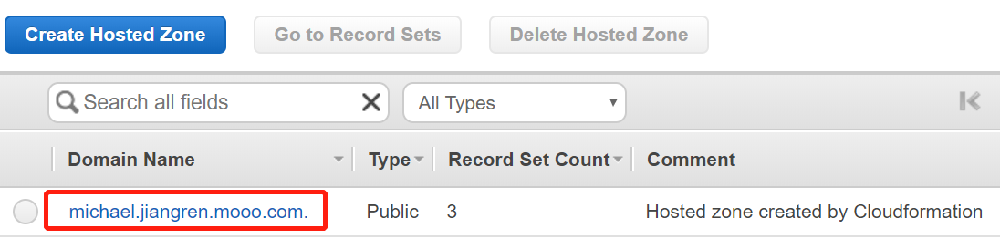 Create Hosted Zone Go to Record Sets Delete Hosted Zone
Search all fields All Types
Domain Name Type Record Set Count Comment
michael.jiangren.mooo.com. Public 3 Hosted zone created by Cloudformation